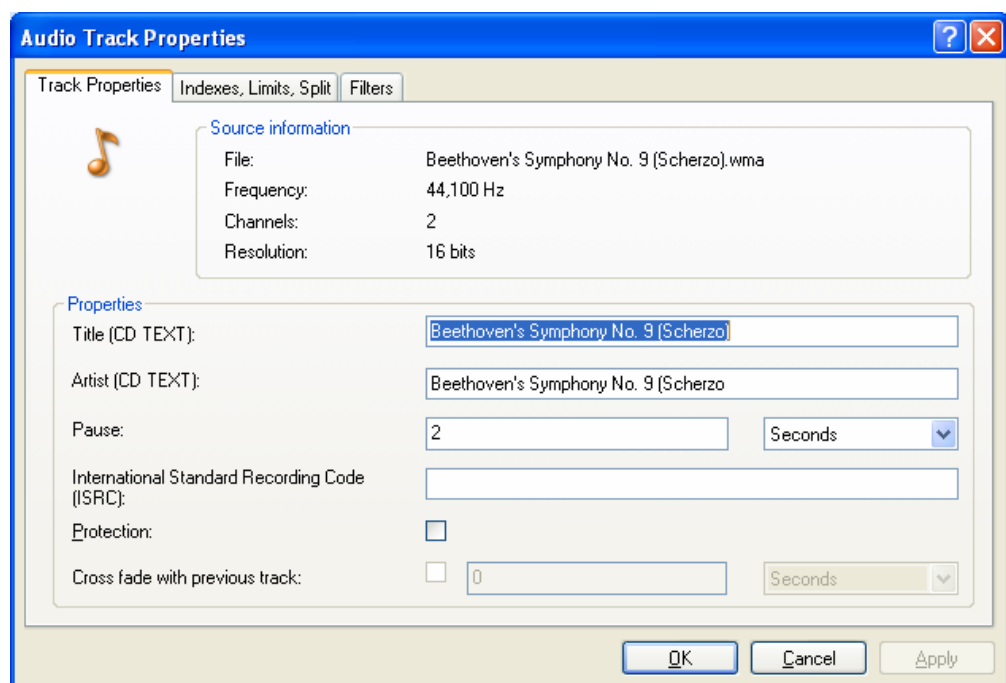 Audio Track Properties
Track Properties Indexes, Limits, Split Filters
Source information
File: Beethoven's Symphony No. 9 (Scherzo).wma
Frequency: 44,100 Hz
Channels: 2
Resolution: 16 bits
Properties
Title (CD TEXT): Beethoven's Symphony No. 9 (Scherzo)
Artist (CD TEXT): Beethoven's Symphony No. 9 (Scherzo
Pause: 2 Seconds
International Standard Recording Code
(ISRC):
Protection:
Cross fade with previous track: 0 Seconds
OK Cancel Apply